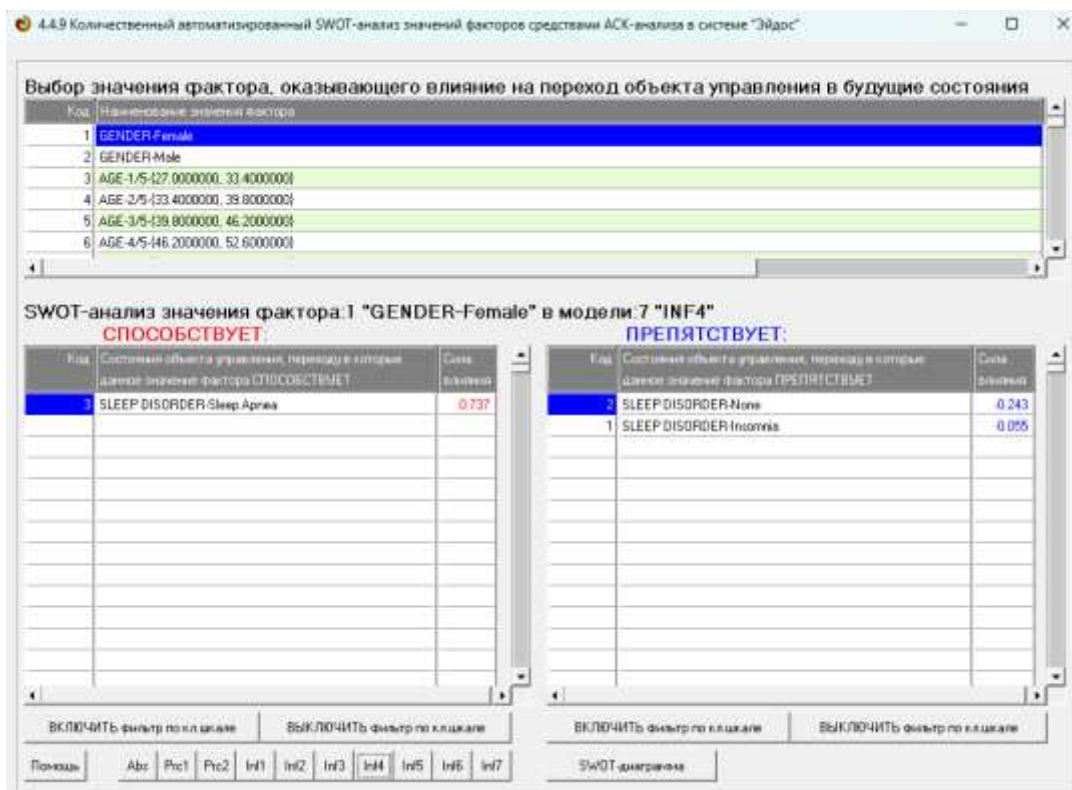 4.4.9 Количественный автоматизированный SWOT-анализ значений факторов средствами АСК-анализа в системе "Эйдос"
Выбор значения фактора, оказывающего влияние на переход объекта управления в будущие состояния
Код Наименование значения фактора
1 GENDER-Female
2 GENDER-Male
3 AGE-1/5-{27.0000000, 33.4000000}
4 AGE-2/5-{33.4000000, 39.8000000}
5 AGE-3/5-{39.8000000, 46.2000000}
6 AGE-4/5-{46.2000000, 52.6000000}
SWOT-анализ значения фактора:1 "GENDER-Female" в модели:7 "INF4"
СПОСОБСТВУЕТ: ПРЕПЯТСТВУЕТ:
Код Состояния объекта управления, переходу в которые Сила Код Состояния объекта управления, переходу в которые Сила
данное значение фактора СПОСОБСТВУЕТ влияния данное значение фактора ПРЕПЯТСТВУЕТ влияния
3 SLEEP DISORDER-Sleep Apnea 0.737 2 SLEEP DISORDER-None -0.243
1 SLEEP DISORDER-Insomnia -0.055
ВКЛЮЧИТЬ фильтр по кл.шкале ВЫКЛЮЧИТЬ фильтр по кл.шкале ВКЛЮЧИТЬ фильтр по кл.шкале ВЫКЛЮЧИТЬ фильтр по кл.шкале
Помощь Abs Prc1 Prc2 Inf1 Inf2 Inf3 Inf4 Inf5 Inf6 Inf7 SWOT-диаграмма